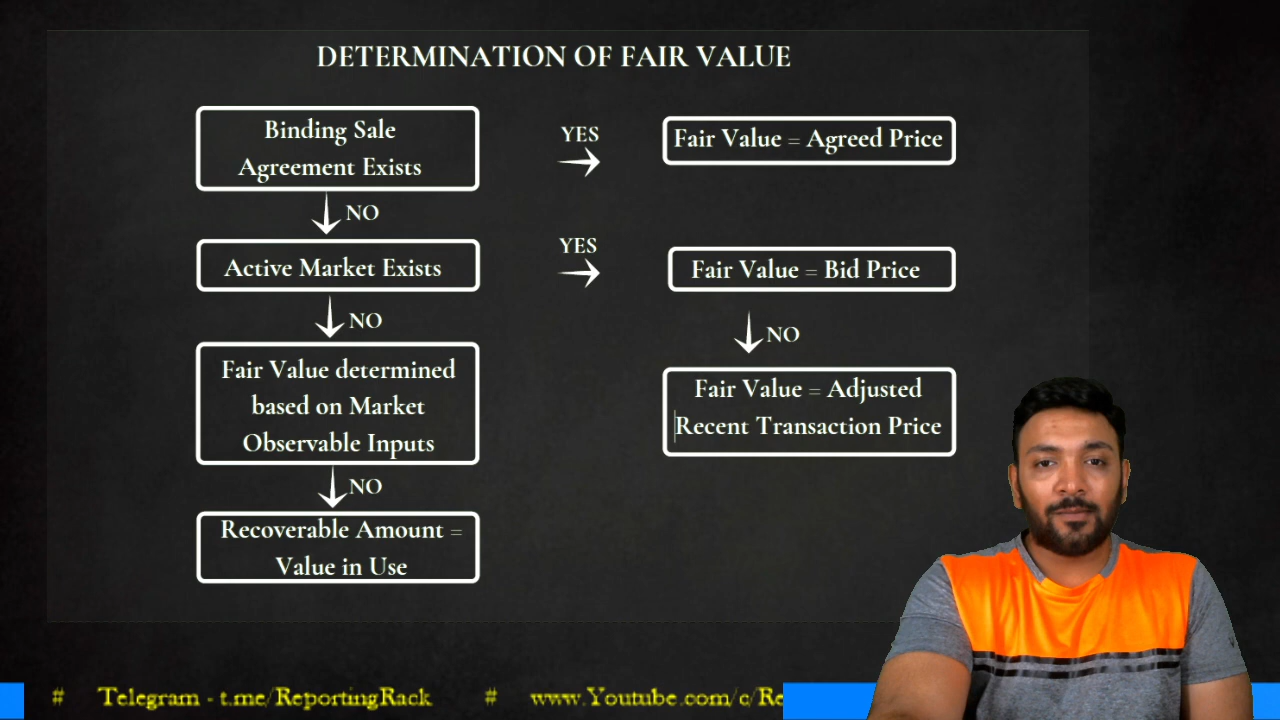 DETERMINATION OF FAIR VALUE
Binding Sale
Agreement Exists
YES
Fair Value = Agreed Price
NO
Active Market Exists
YES
Fair Value = Bid Price
NO
NO
Fair Value determined
based on Market
Observable Inputs
Fair Value = Adjusted
Recent Transaction Price
NO
Recoverable Amount =
Value in Use
# Telegram - t.me/ReportingRack # www.Youtube.com/c/Re